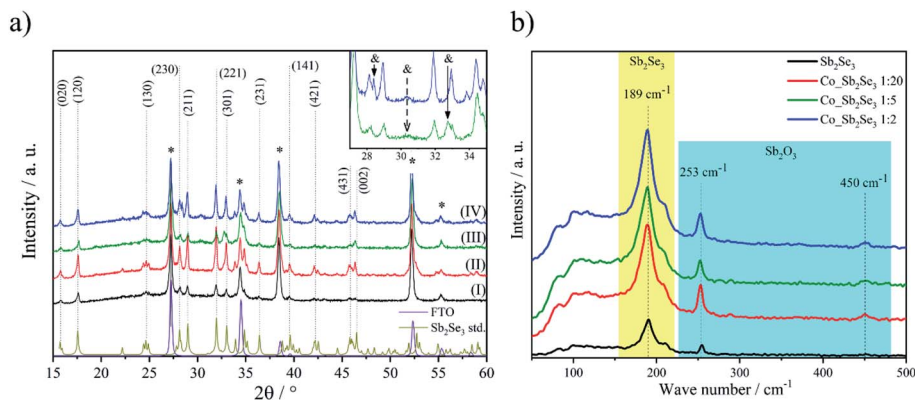 a)
Intensity / a. u.
2θ / °
(020)
(120)
(130)
(230)
(211)
(221)
(301)
(231)
(141)
(421)
(431)
(002)
*
*
*
*
*
(IV)
(III)
(II)
(I)
FTO
Sb₂Se₃ std.
15 20 25 30 35 40 45 50 55 60
& & &
27 30 32 35
b)
Intensity / a. u.
Wave number / cm⁻¹
Sb₂Se₃
189 cm⁻¹
Sb₂Se₃
Co_Sb₂Se₃ 1:20
Co_Sb₂Se₃ 1:5
Co_Sb₂Se₃ 1:2
Sb₂O₃
253 cm⁻¹
450 cm⁻¹
100 200 300 400 500